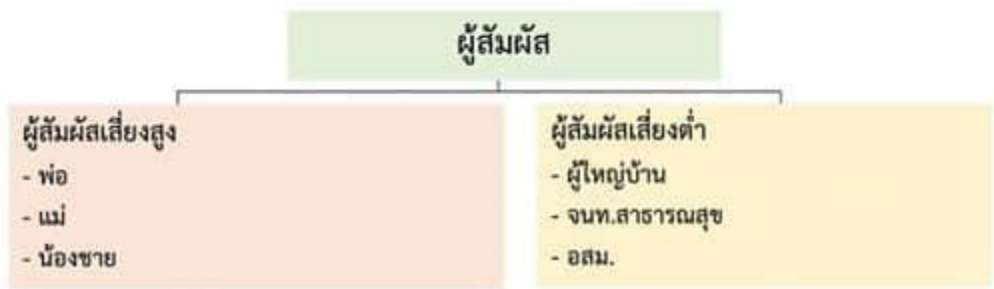 ผู้สัมผัส
ผู้สัมผัสเสี่ยงสูง
- พ่อ
- แม่
- น้องชาย
ผู้สัมผัสเสี่ยงต่ำ
- ผู้ใหญ่บ้าน
- จนท.สาธารณสุข
- อสม.